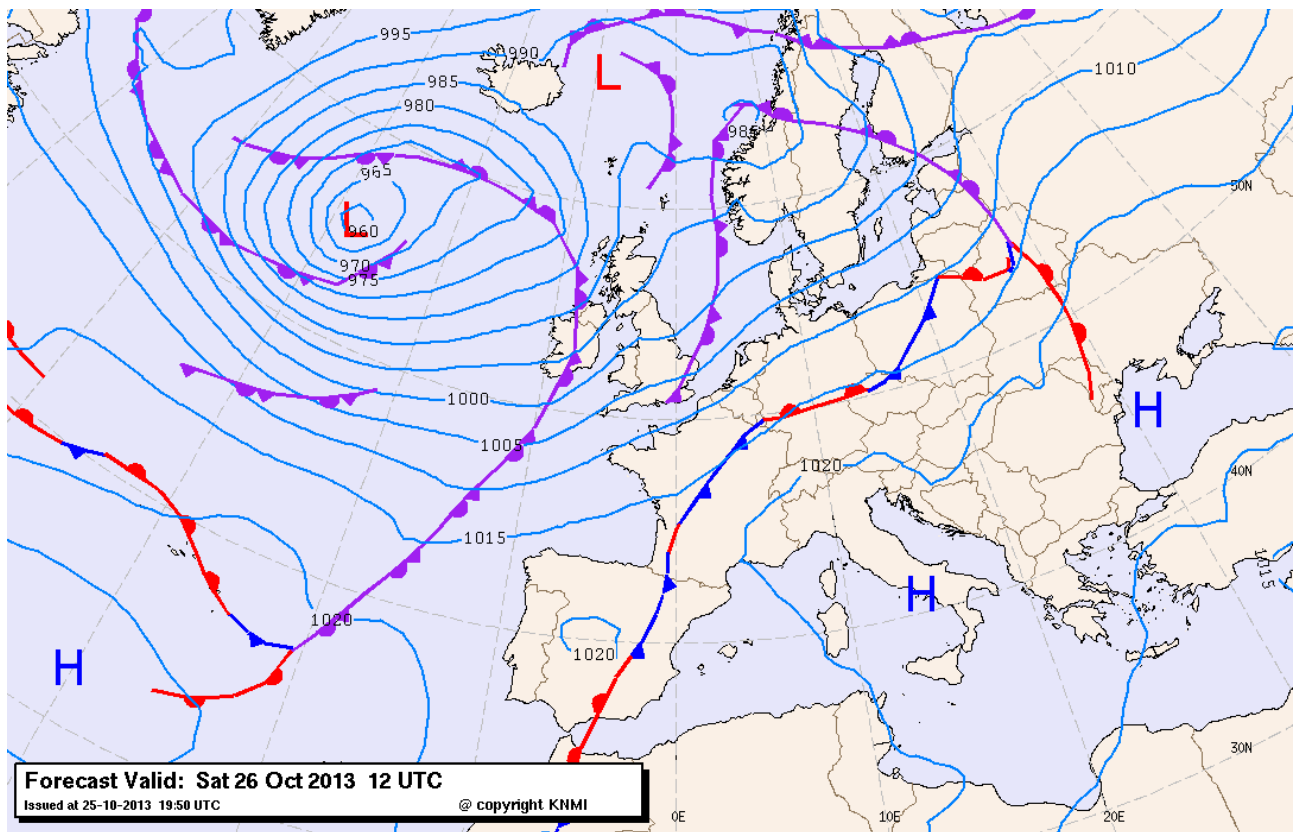 995
990
L
985
1010
980
985
965
50N
L
960
970
975
1000
H
1005
1020
40N
1015
1015
H
1020
1020
H
30N
Forecast Valid: Sat 26 Oct 2013 12 UTC
Issued at 25-10-2013 19:50 UTC @ copyright KNMI
0E
10E
20E